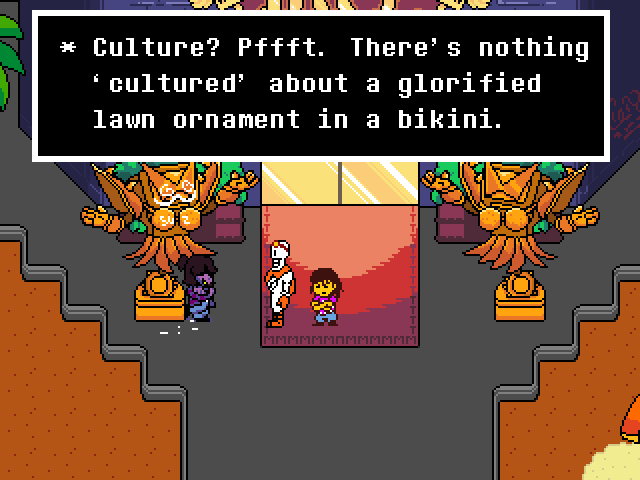 * Culture? Pffft. There's nothing
‘cultured’ about a glorified
lawn ornament in a bikini.